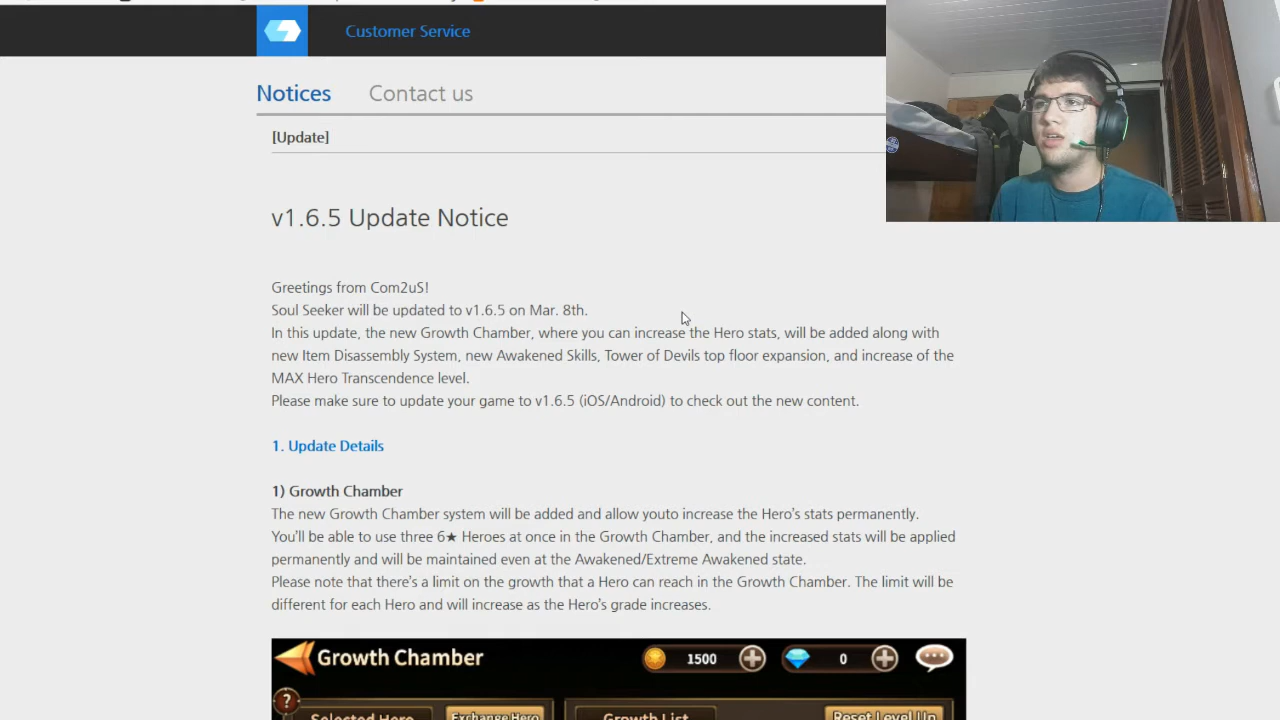 Customer Service
Notices Contact us
[Update]
v1.6.5 Update Notice
Greetings from Com2uS!
Soul Seeker will be updated to v1.6.5 on Mar. 8th.
In this update, the new Growth Chamber, where you can increase the Hero stats, will be added along with
new Item Disassembly System, new Awakened Skills, Tower of Devils top floor expansion, and increase of the
MAX Hero Transcendence level.
Please make sure to update your game to v1.6.5 (iOS/Android) to check out the new content.
1. Update Details
1) Growth Chamber
The new Growth Chamber system will be added and allow youto increase the Hero's stats permanently.
You'll be able to use three 6★ Heroes at once in the Growth Chamber, and the increased stats will be applied
permanently and will be maintained even at the Awakened/Extreme Awakened state.
Please note that there's a limit on the growth that a Hero can reach in the Growth Chamber. The limit will be
different for each Hero and will increase as the Hero's grade increases.
Growth Chamber 1500 0
? Selected Hero Exchange Hero Growth List Reset Level Up